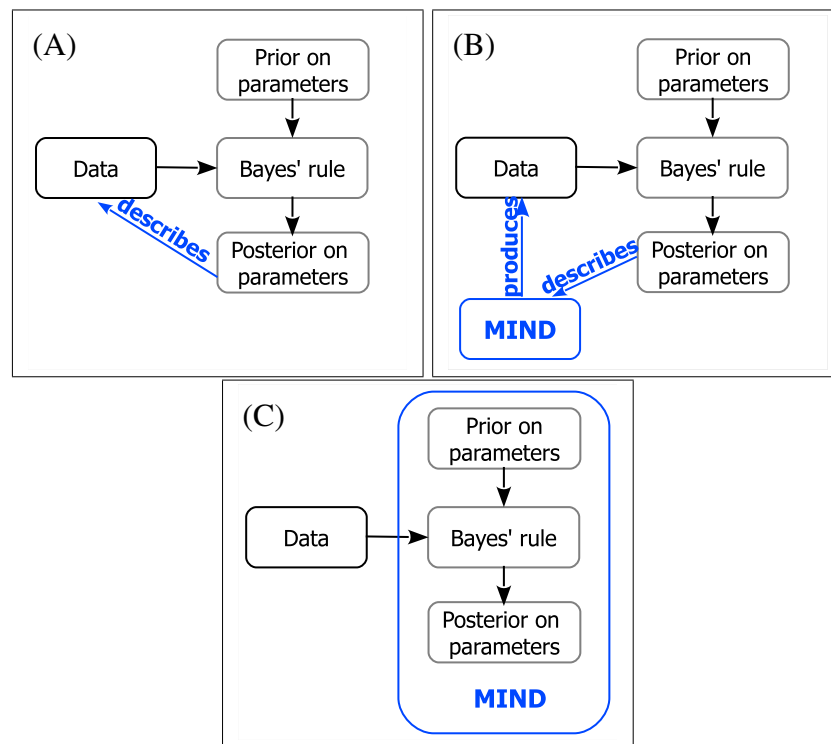 (A)
Prior on
parameters
Data
Bayes' rule
describes
Posterior on
parameters
(B)
Prior on
parameters
Data
Bayes' rule
produces
describes
Posterior on
parameters
MIND
(C)
Prior on
parameters
Data
Bayes' rule
Posterior on
parameters
MIND